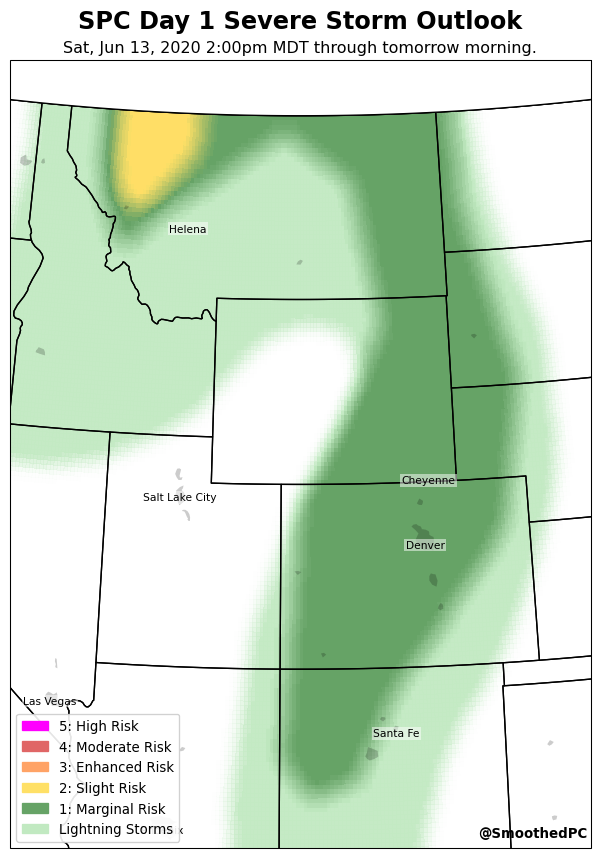 SPC Day 1 Severe Storm Outlook
Sat, Jun 13, 2020 2:00pm MDT through tomorrow morning.
Helena
Cheyenne
Salt Lake City
Denver
Las Vegas
Santa Fe
5: High Risk
4: Moderate Risk
3: Enhanced Risk
2: Slight Risk
1: Marginal Risk
Lightning Storms
@SmoothedPC